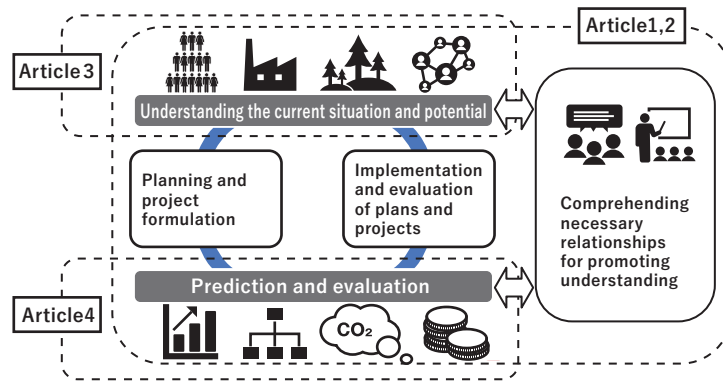 Article1,2
Article3
Understanding the current situation and potential
Planning and
project
formulation
Implementation
and evaluation
of plans and
projects
Comprehending
necessary
relationships
for promoting
understanding
Prediction and evaluation
Article4
CO₂